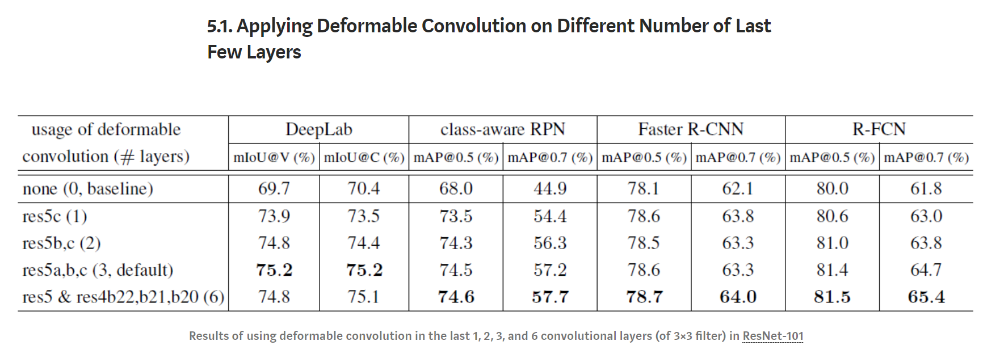 5.1. Applying Deformable Convolution on Different Number of Last
Few Layers
usage of deformable DeepLab class-aware RPN Faster R-CNN R-FCN
convolution (# layers) mIoU@V (%) mIoU@C (%) mAP@0.5 (%) mAP@0.7 (%) mAP@0.5 (%) mAP@0.7 (%) mAP@0.5 (%) mAP@0.7 (%)
none (0, baseline) 69.7 70.4 68.0 44.9 78.1 62.1 80.0 61.8
res5c (1) 73.9 73.5 73.5 54.4 78.6 63.8 80.6 63.0
res5b,c (2) 74.8 74.4 74.3 56.3 78.5 63.3 81.0 63.8
res5a,b,c (3, default) 75.2 75.2 74.5 57.2 78.6 63.3 81.4 64.7
res5 & res4b22,b21,b20 (6) 74.8 75.1 74.6 57.7 78.7 64.0 81.5 65.4
Results of using deformable convolution in the last 1, 2, 3, and 6 convolutional layers (of 3×3 filter) in ResNet-101